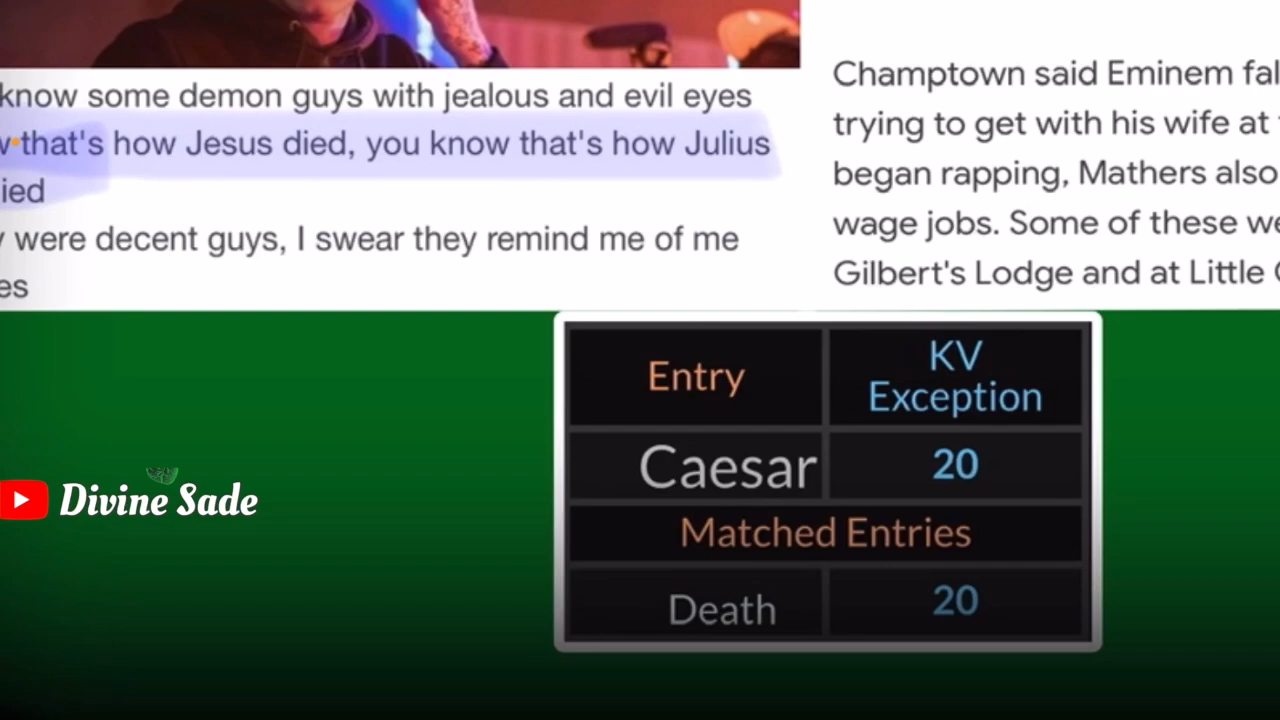 know some demon guys with jealous and evil eyes
that's how Jesus died, you know that's how Julius
were decent guys, I swear they remind me of me
Champtown said Eminem
trying to get with his wife at
began rapping, Mathers also
wage jobs. Some of these
Gilbert's Lodge and at Little
Entry
KV
Exception
Caesar 20
Matched Entries
Death 20
Divine Sade